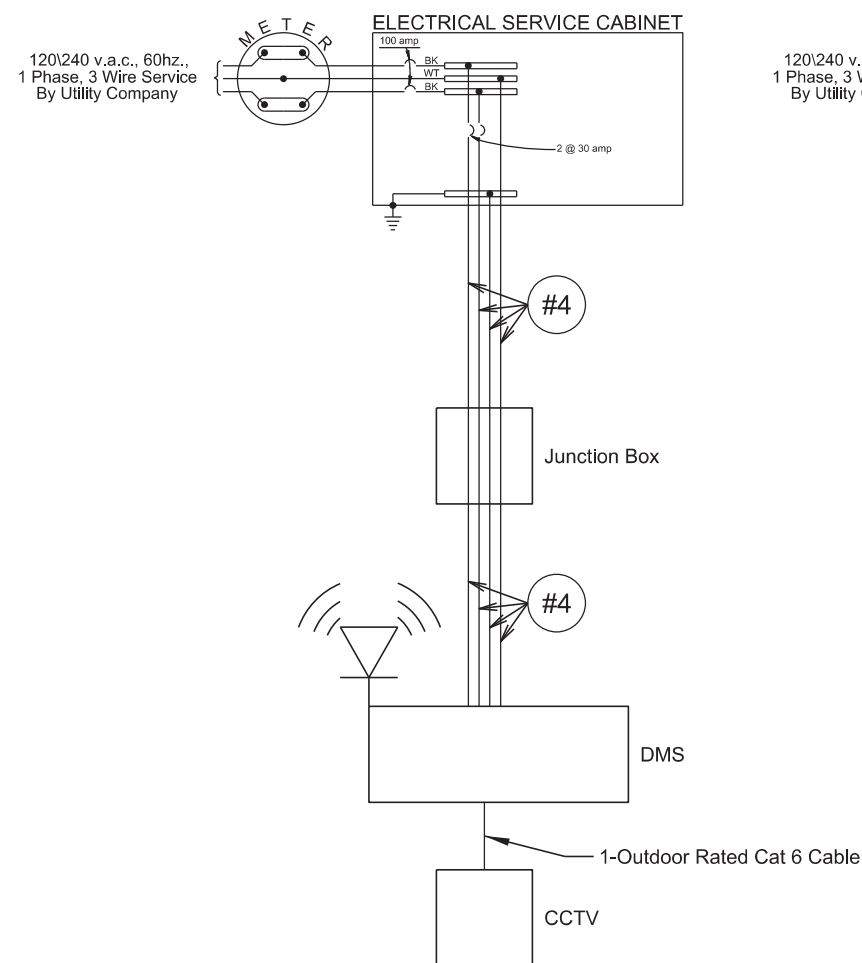 METER
ELECTRICAL SERVICE CABINET
120\240 v.a.c., 60hz.,
1 Phase, 3 Wire Service
By Utility Company
100 amp
BK
WT
BK
2 @ 30 amp
120\240 v.
1 Phase, 3 W
By Utility
#4
Junction Box
#4
DMS
1-Outdoor Rated Cat 6 Cable
CCTV